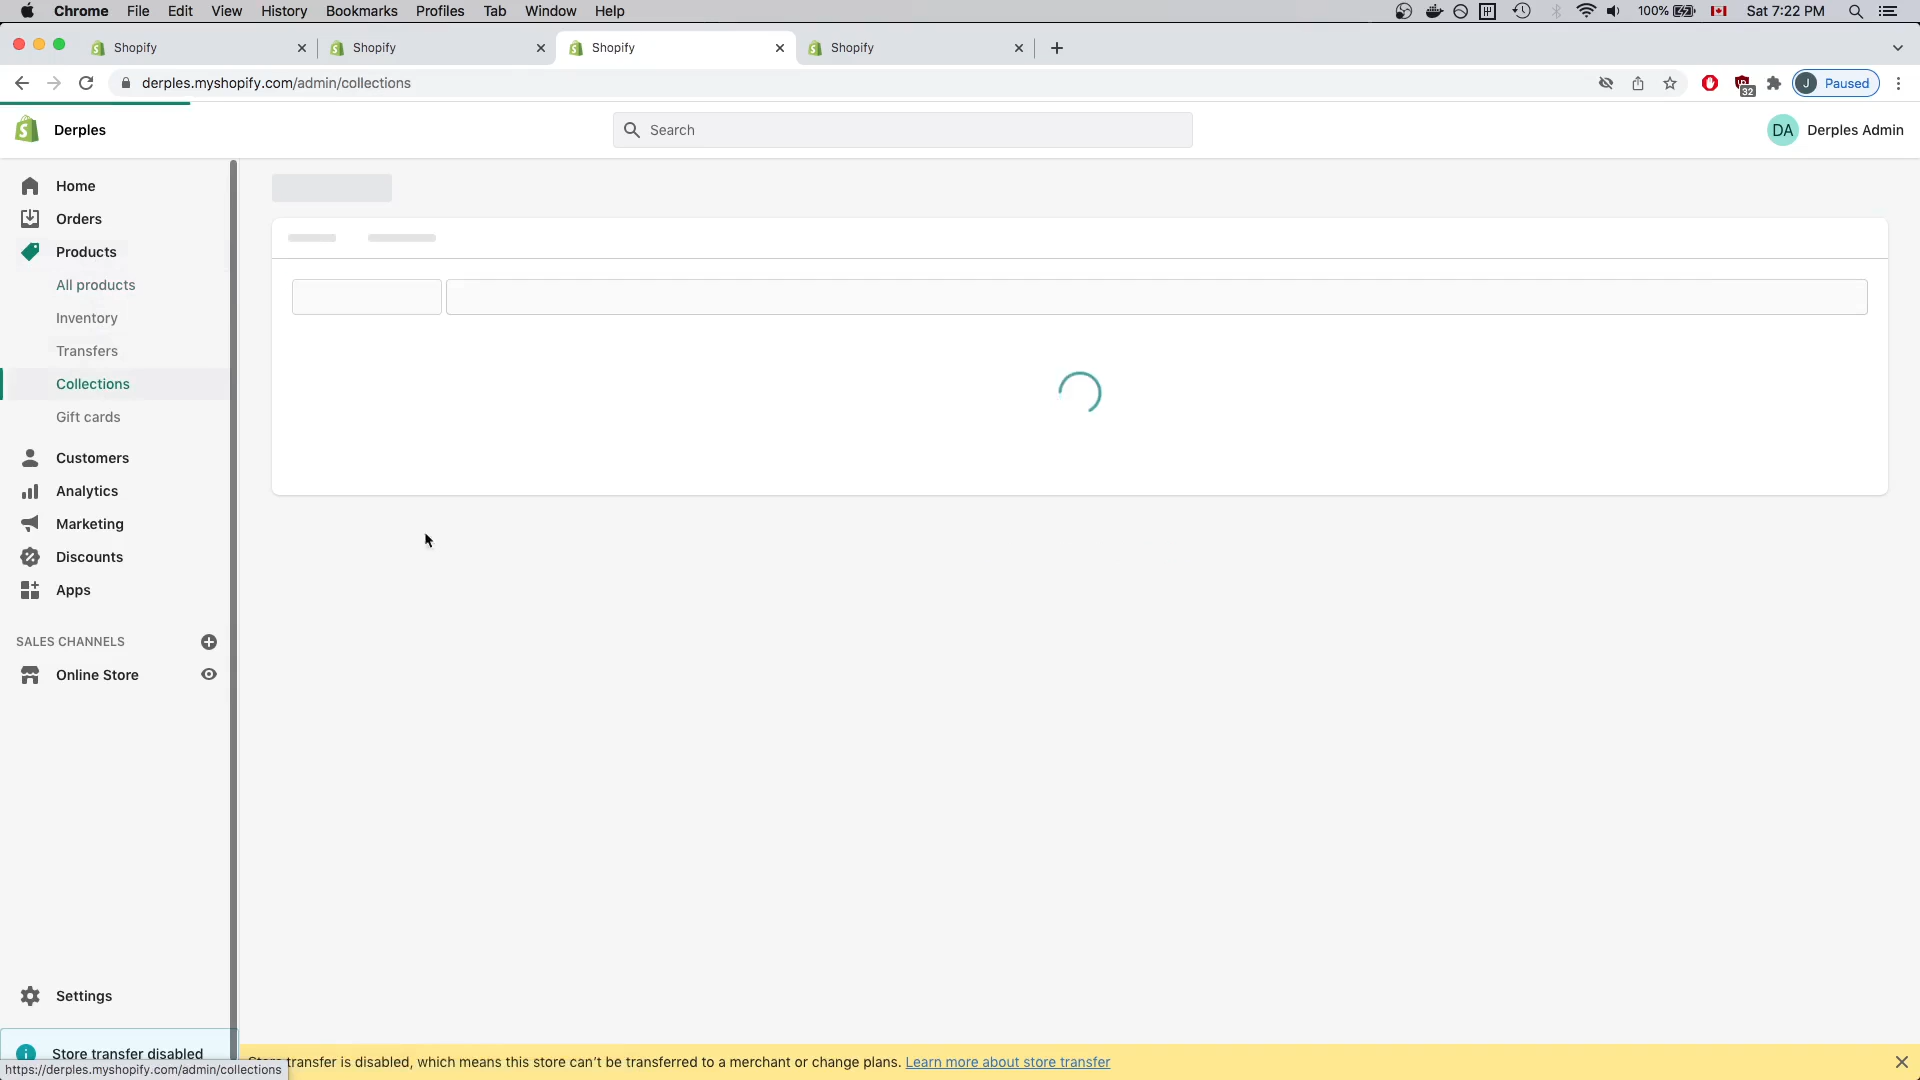 Chrome File Edit View History Bookmarks Profiles Tab Window Help 100% Sat 7:22 PM
Shopify Shopify Shopify Shopify
derples.myshopify.com/admin/collections 32 J Paused
Derples Search DA Derples Admin
Home
Orders
Products
All products
Inventory
Transfers
Collections
Gift cards
Customers
Analytics
Marketing
Discounts
Apps
SALES CHANNELS
Online Store
Settings
Store transfer disabled
transfer is disabled, which means this store can't be transferred to a merchant or change plans. Learn more about store transfer
https://derples.myshopify.com/admin/collections